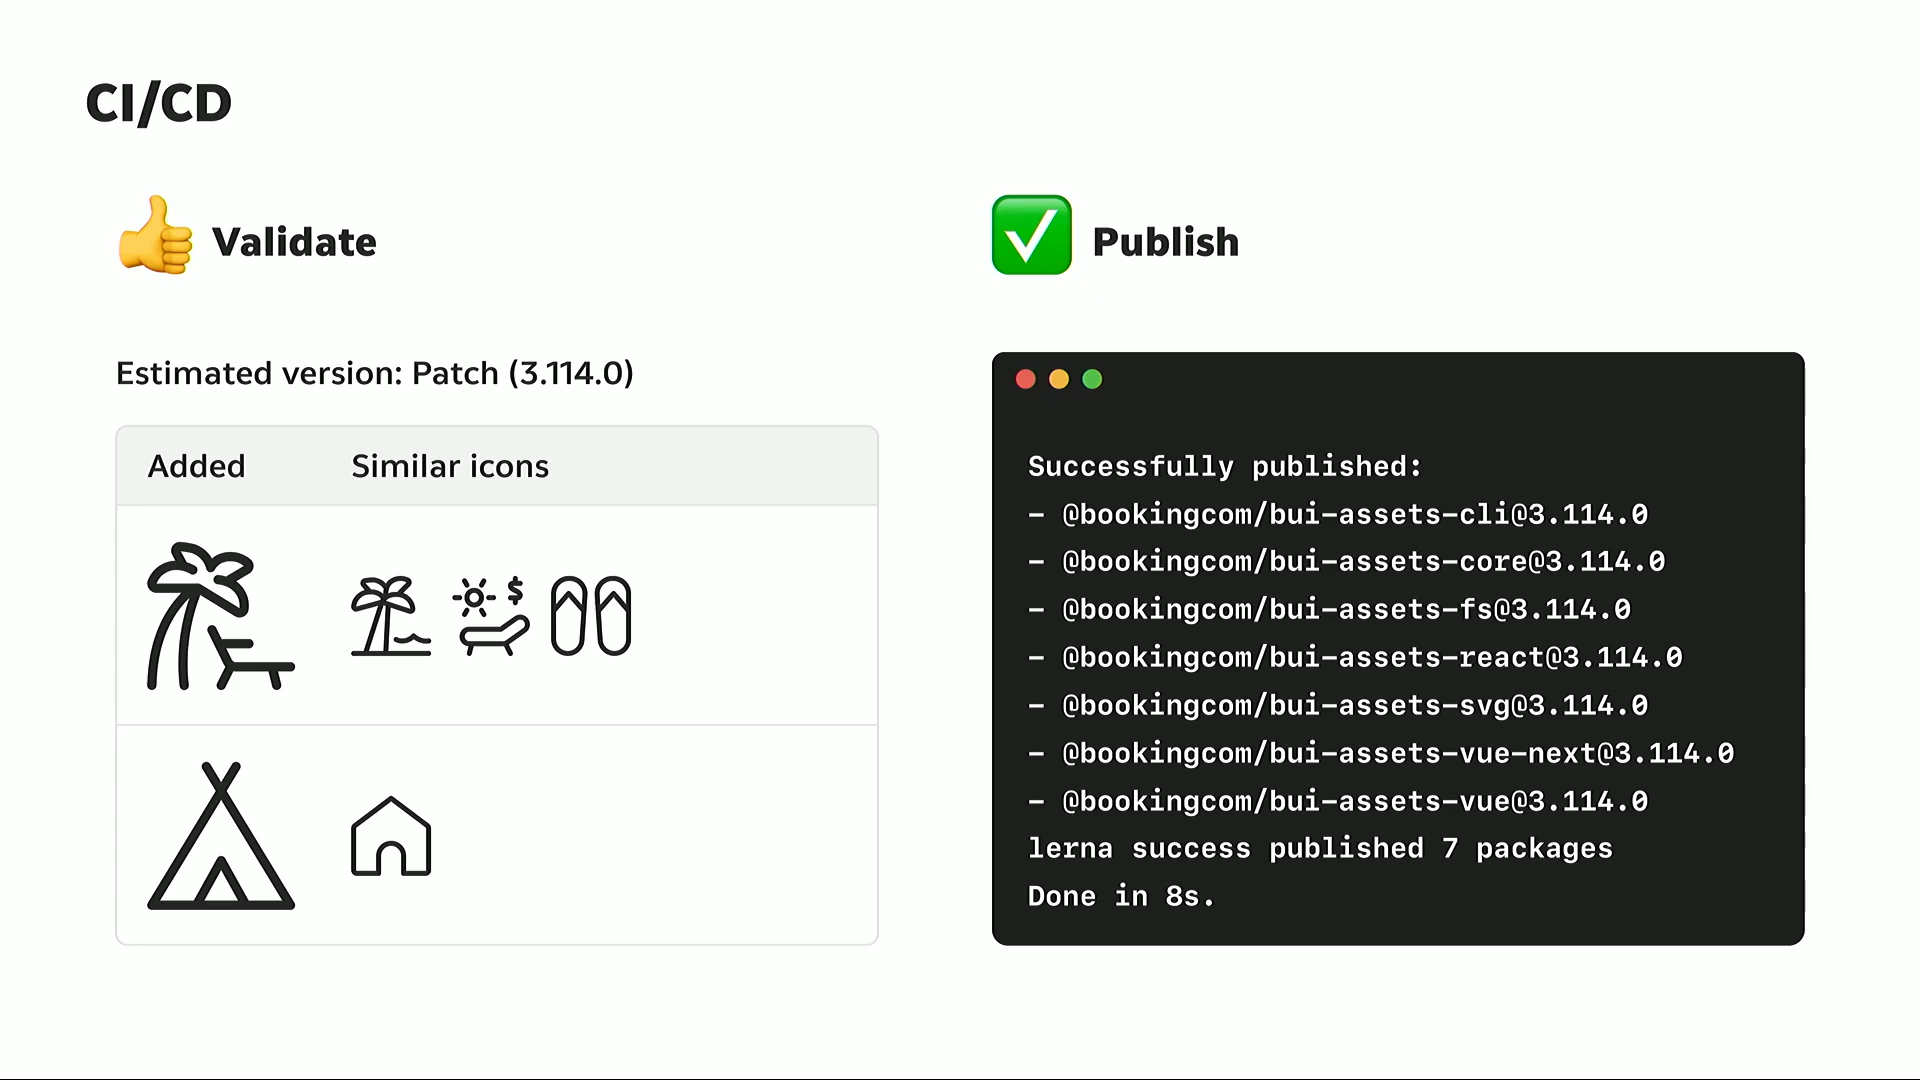 CI/CD
Validate
Estimated version: Patch (3.114.0)
Added Similar icons
$
Publish
Successfully published:
- @bookingcom/bui-assets-cli@3.114.0
- @bookingcom/bui-assets-core@3.114.0
- @bookingcom/bui-assets-fs@3.114.0
- @bookingcom/bui-assets-react@3.114.0
- @bookingcom/bui-assets-svg@3.114.0
- @bookingcom/bui-assets-vue-next@3.114.0
- @bookingcom/bui-assets-vue@3.114.0
lerna success published 7 packages
Done in 8s.